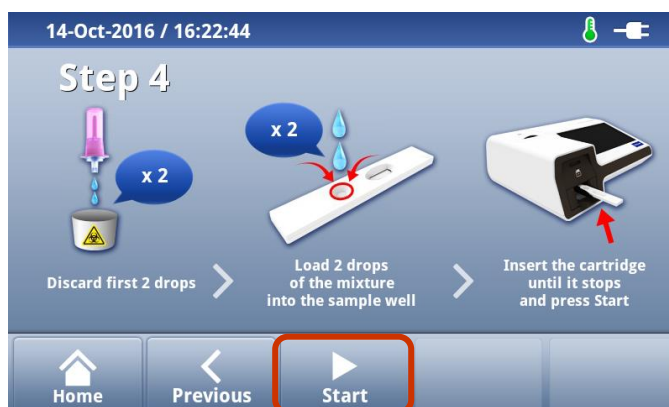 14-Oct-2016 / 16:22:44
Step 4
x 2
x 2
Discard first 2 drops
Load 2 drops
of the mixture
into the sample well
Insert the cartridge
until it stops
and press Start
Home
Previous
Start